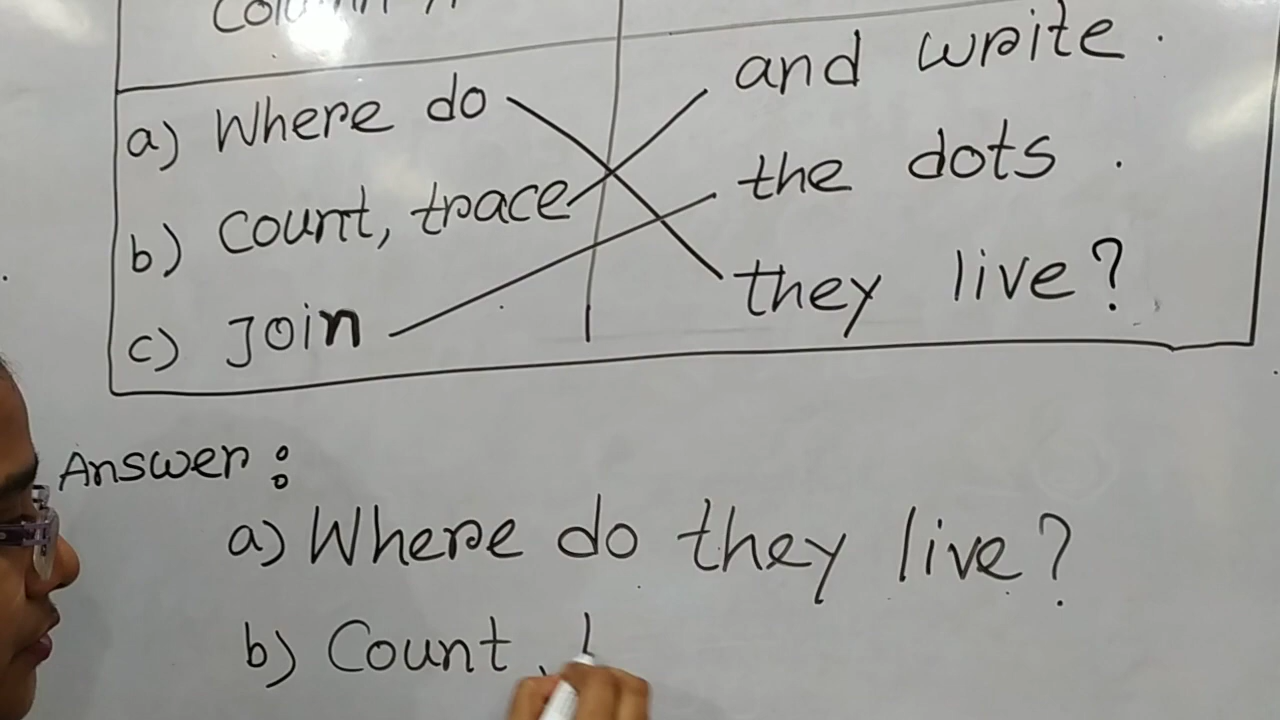 a) Where do and write.
b) Count, trace the dots.
c) Join they live?
Answer:
a) Where do they live?
b) Count,